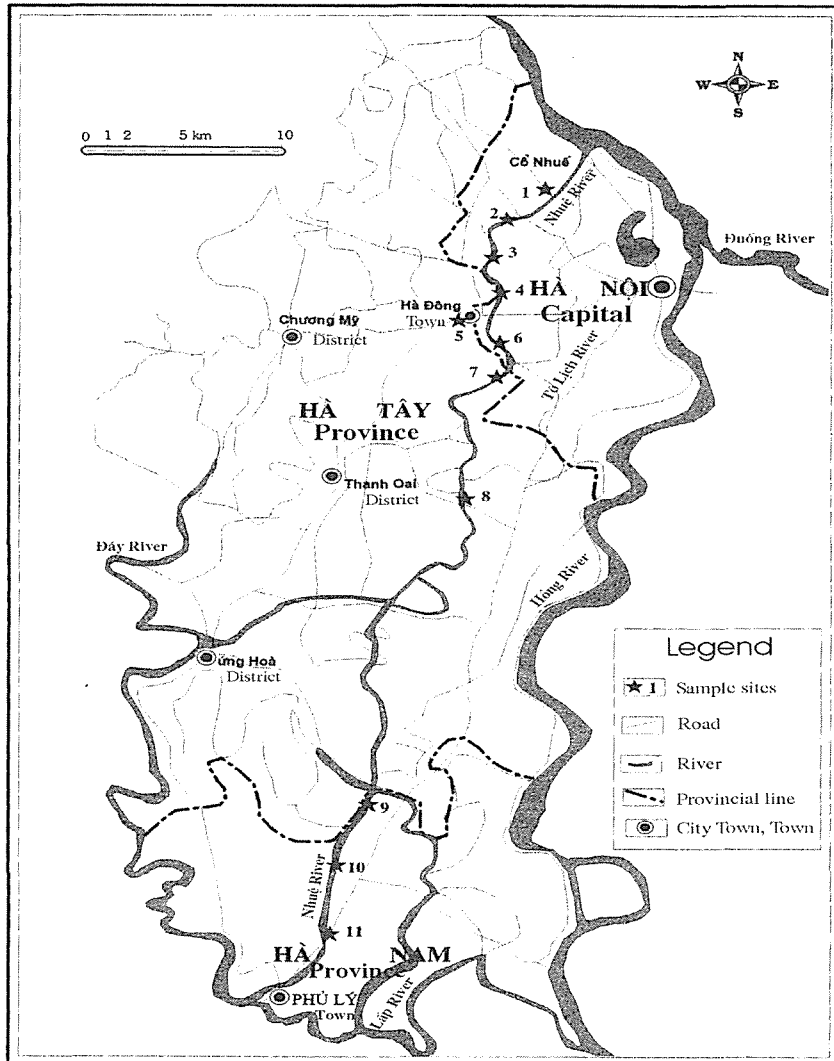 N
W E
S
0 1 2 5 km 10
Cổ Nhuế
1
Nhuệ River
2
3
4
Đuống River
HÀ NỘI
Capital
Hà Đông
Town
5
6
7
Chương Mỹ
District
Tô Lịch River
HÀ TÂY
Province
Thanh Oai
District
8
Đáy River
Hồng River
ứng Hoà
District
Legend
1 Sample sites
Road
River
Provincial line
City Town, Town
9
10
Nhuệ River
11
HÀ NAM
Province
PHỦ LÝ
Town
Lấp River